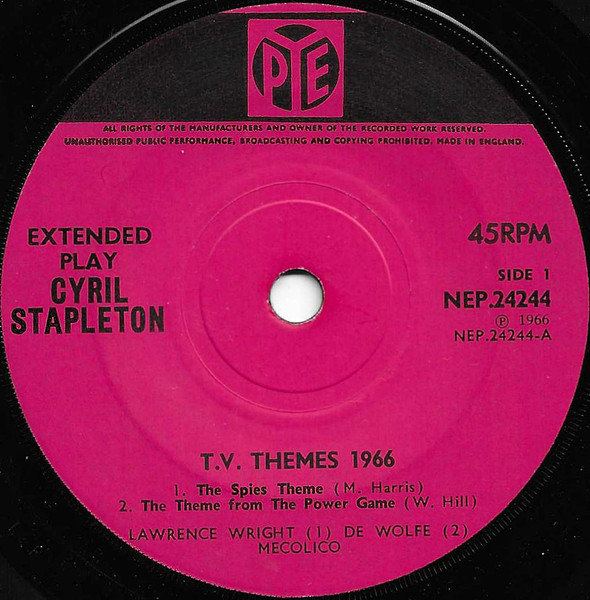 PYE
ALL RIGHTS OF THE MANUFACTURERS AND OWNER OF THE RECORDED WORK RESERVED.
UNAUTHORISED PUBLIC PERFORMANCE, BROADCASTING AND COPYING PROHIBITED. MADE IN ENGLAND.
EXTENDED
PLAY
CYRIL
STAPLETON
45RPM
SIDE 1
NEP.24244
Ⓟ 1966
NEP.24244-A
T.V. THEMES 1966
1. The Spies Theme (M. Harris)
2. The Theme from The Power Game (W. Hill)
LAWRENCE WRIGHT (1) DE WOLFE (2)
MECOLICO